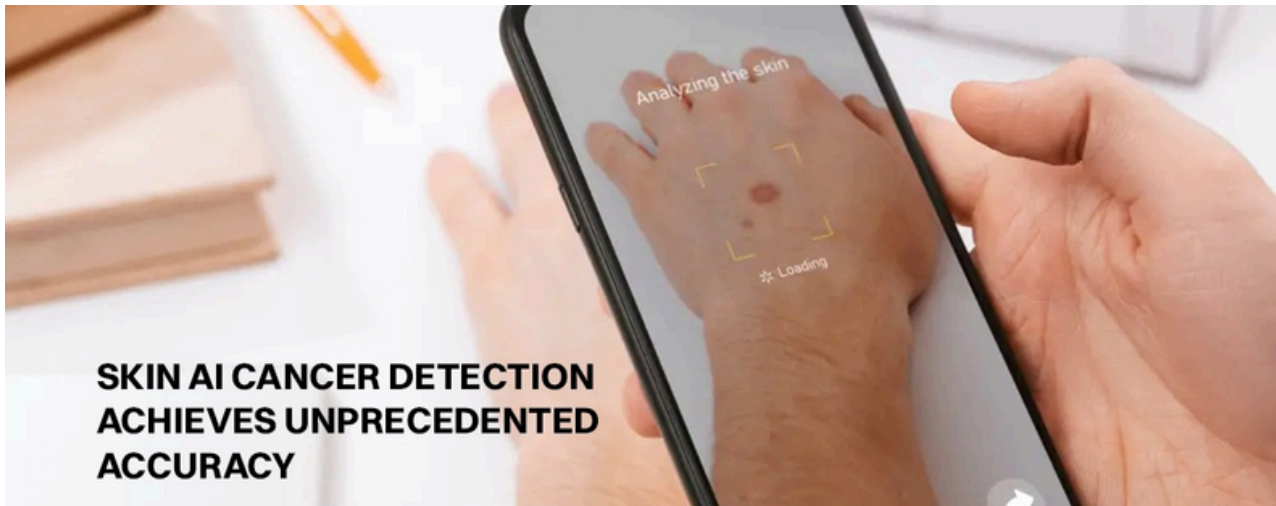 Analyzing the skin
Loading
SKIN AI CANCER DETECTION
ACHIEVES UNPRECEDENTED
ACCURACY